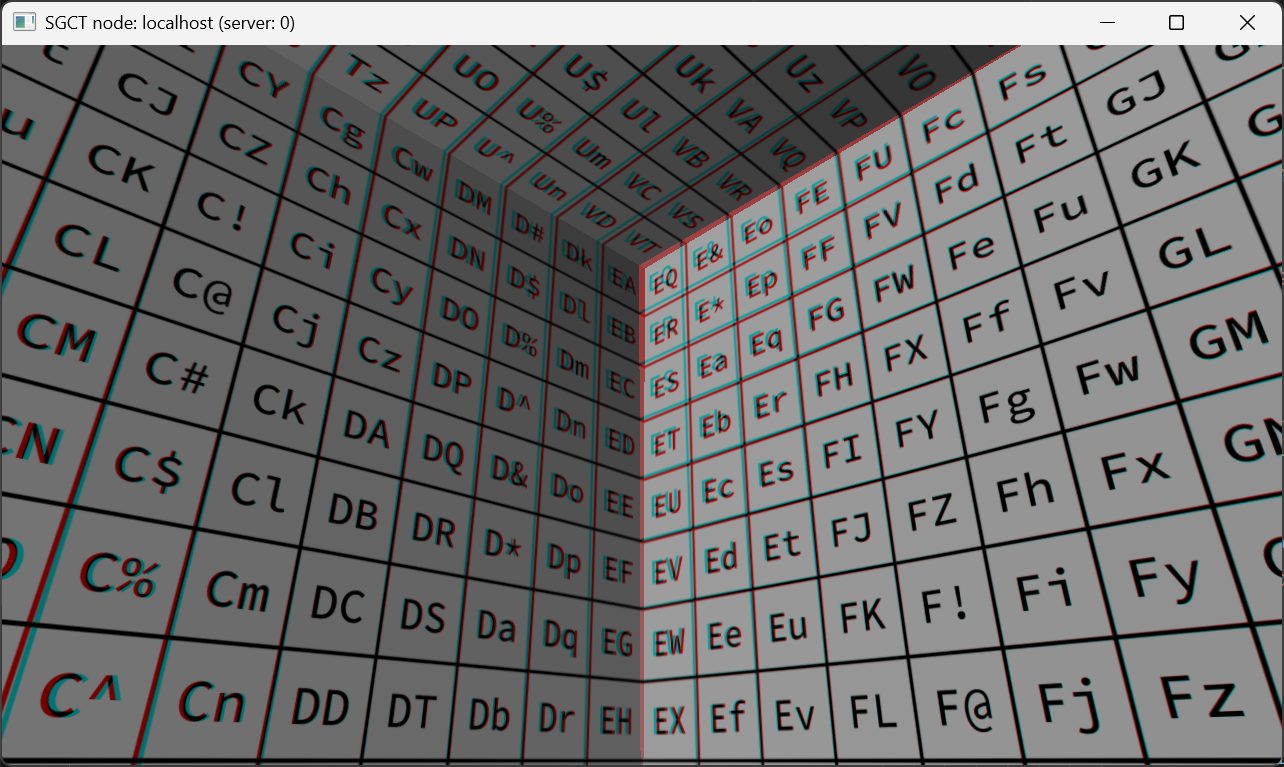 SGCT node: localhost (server: 0)
Tz UO U$ Uk Uz VO
UP U% Ul VA VP
U^ Um VB VQ
Un VC VR
VD VS
VT
CJ CY Cg Cw DM D# Dk EA
CK CZ Ch Cx DN D$ Dl EB
CL C! Ci Cy DO D% Dm EC
CM C@ Cj Cz DP D^ Dn ED
CN C# Ck DA DQ D& Do EE
C$ Cl DB DR D* Dp EF
C% Cm DC DS Da Dq EG
C^ Cn DD DT Db Dr EH
EQ E& Eo FE FU Fc Fs
ER E* Ep FF FV Fd Ft GJ
ES Ea Eq FG FW Fe Fu GK
ET Eb Er FH FX Ff Fv GL
EU Ec Es FI FY Fg Fw GM
EV Ed Et FJ FZ Fh Fx GN
EW Ee Eu FK F! Fi Fy
EX Ef Ev FL F@ Fj Fz